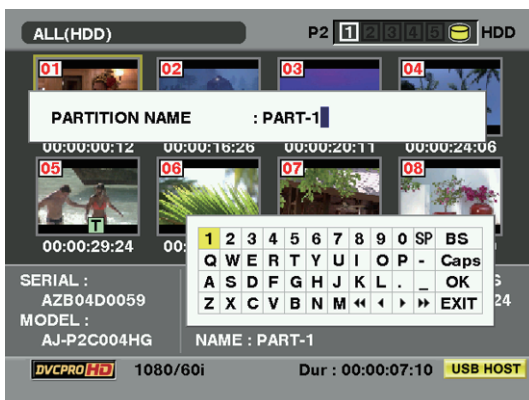 ALL(HDD) P2 1 2 3 4 5 HDD
01 02 03 04
PARTITION NAME : PART-1
00:00:00:12 00:00:16:26 00:00:20:11 00:00:24:06
05 06 07 08
T
00:00:29:24 00:
1 2 3 4 5 6 7 8 9 0 SP BS
Q W E R T Y U I O P - Caps
A S D F G H J K L . _ OK
Z X C V B N M ◂◂ ◂ ▸ ▸▸ EXIT
SERIAL : S
AZB04D0059 24
MODEL :
AJ-P2C004HG NAME : PART-1
DVCPRO HD 1080/60i Dur : 00:00:07:10 USB HOST